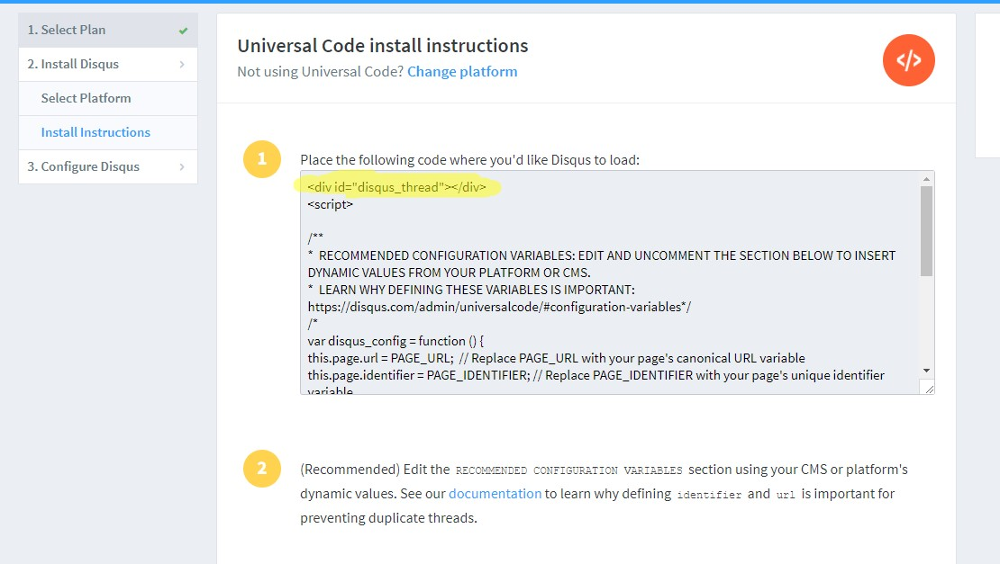 1. Select Plan
2. Install Disqus
Select Platform
Install Instructions
3. Configure Disqus
Universal Code install instructions
Not using Universal Code? Change platform
</>
1
Place the following code where you'd like Disqus to load:
<div id="disqus_thread"></div>
<script>
/**
*  RECOMMENDED CONFIGURATION VARIABLES: EDIT AND UNCOMMENT THE SECTION BELOW TO INSERT
DYNAMIC VALUES FROM YOUR PLATFORM OR CMS.
*  LEARN WHY DEFINING THESE VARIABLES IS IMPORTANT:
https://disqus.com/admin/universalcode/#configuration-variables*/
/*
var disqus_config = function () {
this.page.url = PAGE_URL;  // Replace PAGE_URL with your page's canonical URL variable
this.page.identifier = PAGE_IDENTIFIER; // Replace PAGE_IDENTIFIER with your page's unique identifier
variable
2
(Recommended) Edit the RECOMMENDED CONFIGURATION VARIABLES section using your CMS or platform's
dynamic values. See our documentation to learn why defining identifier and url is important for
preventing duplicate threads.